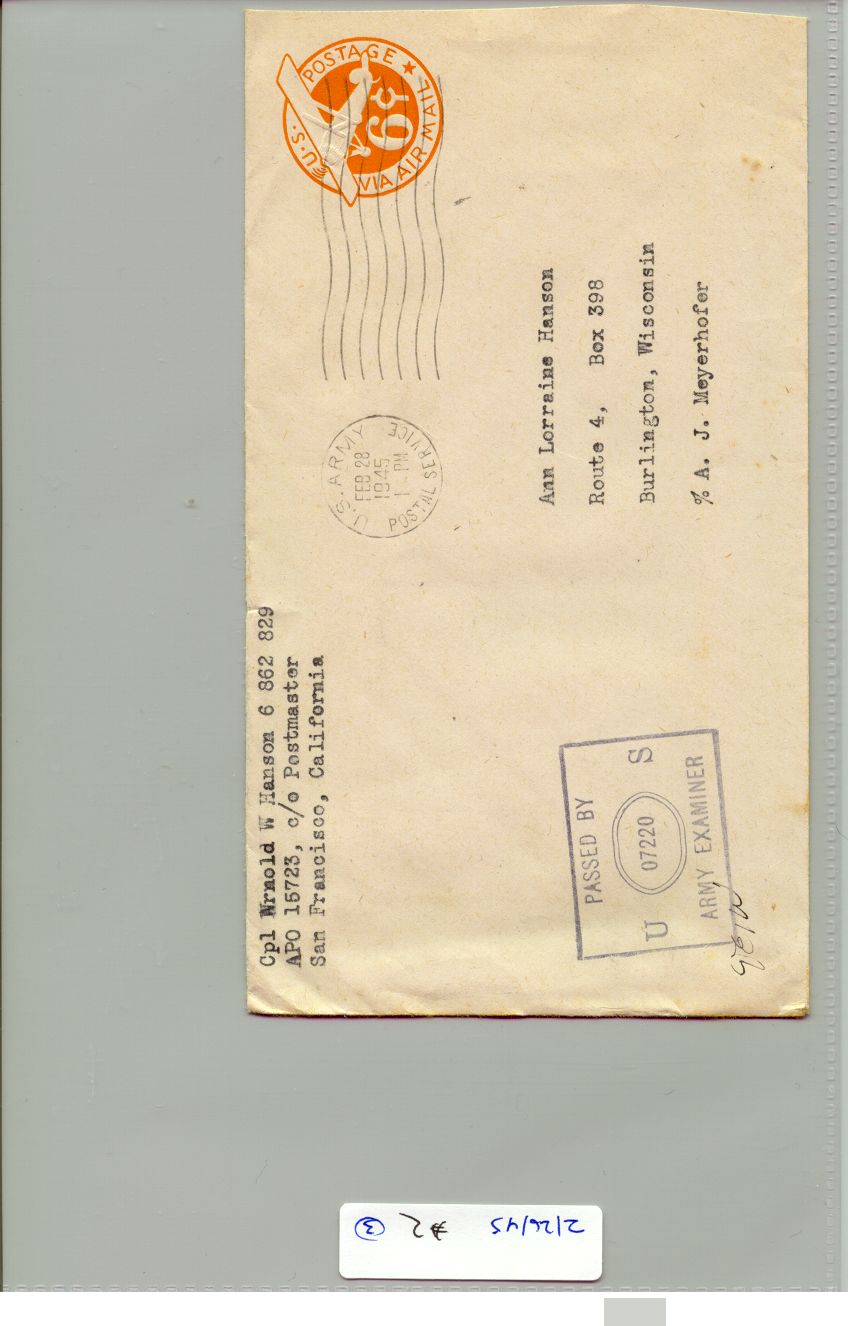 Cpl Arnold W Hanson 6 862 829
APO 15723, c/o Postmaster
San Francisco, California
U.S. ARMY
FEB 28
1945
1 - PM
POSTAL SERVICE
U.S. POSTAGE
6¢
VIA AIR MAIL
Ann Lorraine Hanson
Route 4, Box 398
Burlington, Wisconsin
% A. J. Meyerhofer
PASSED BY
U 07220 S
ARMY EXAMINER
2/26/45 #2 3